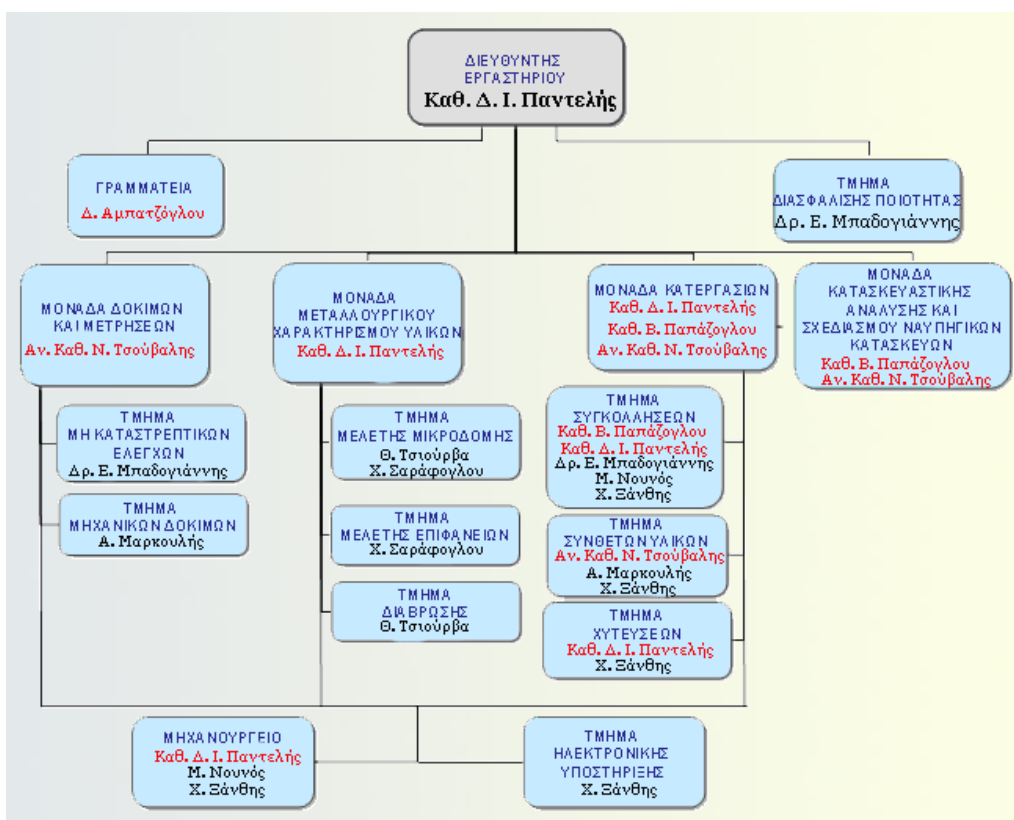 ΔΙΕΥΘΥΝΤΗΣ
ΕΡΓΑΣΤΗΡΙΟΥ
Καθ. Δ. Ι. Παντελής
ΓΡΑΜΜΑΤΕΙΑ
Δ. Αμπατζόγλου
ΤΜΗΜΑ
ΔΙΑΣΦΑΛΙΣΗΣ ΠΟΙΟΤΗΤΑΣ
Δρ. Ε. Μπαδογιάννης
ΜΟΝΑΔΑ ΔΟΚΙΜΩΝ
ΚΑΙ ΜΕΤΡΗΣΕΩΝ
Αν. Καθ. Ν. Τσούβαλης
ΜΟΝΑΔΑ
ΜΕΤΑΛΛΟΥΡΓΙΚΟΥ
ΧΑΡΑΚΤΗΡΙΣΜΟΥ ΥΛΙΚΩΝ
Καθ. Δ. Ι. Παντελής
ΜΟΝΑΔΑ ΚΑΤΕΡΓΑΣΙΩΝ
Καθ. Δ. Ι. Παντελής
Καθ. Β. Παπάζογλου
Αν. Καθ. Ν. Τσούβαλης
ΜΟΝΑΔΑ
ΚΑΤΑΣΚΕΥΑΣΤΙΚΗΣ
ΑΝΑΛΥΣΗΣ ΚΑΙ
ΣΧΕΔΙΑΣΜΟΥ ΝΑΥΠΗΓΙΚΩΝ
ΚΑΤΑΣΚΕΥΩΝ
Καθ. Β. Παπάζογλου
Αν. Καθ. Ν. Τσούβαλης
ΤΜΗΜΑ
ΜΗ ΚΑΤΑΣΤΡΕΠΤΙΚΩΝ
ΕΛΕΓΧΩΝ
Δρ. Ε. Μπαδογιάννης
ΤΜΗΜΑ
ΜΗΧΑΝΙΚΩΝ ΔΟΚΙΜΩΝ
Α. Μαρκουλής
ΤΜΗΜΑ
ΜΕΛΕΤΗΣ ΜΙΚΡΟΔΟΜΗΣ
Θ. Τσιούρβα
Χ. Σαράφογλου
ΤΜΗΜΑ
ΜΕΛΕΤΗΣ ΕΠΙΦΑΝΕΙΩΝ
Χ. Σαράφογλου
ΤΜΗΜΑ
ΔΙΑΒΡΩΣΗΣ
Θ. Τσιούρβα
ΤΜΗΜΑ
ΣΥΓΚΟΛΛΗΣΕΩΝ
Καθ. Β. Παπάζογλου
Καθ. Δ. Ι. Παντελής
Δρ. Ε. Μπαδογιάννης
Μ. Νουνός
Χ. Ξάνθης
ΤΜΗΜΑ
ΣΥΝΘΕΤΩΝ ΥΛΙΚΩΝ
Αν. Καθ. Ν. Τσούβαλης
Α. Μαρκουλής
Χ. Ξάνθης
ΤΜΗΜΑ
ΧΥΤΕΥΣΕΩΝ
Καθ. Δ. Ι. Παντελής
Χ. Ξάνθης
ΜΗΧΑΝΟΥΡΓΕΙΟ
Καθ. Δ. Ι. Παντελής
Μ. Νουνός
Χ. Ξάνθης
ΤΜΗΜΑ
ΗΛΕΚΤΡΟΝΙΚΗΣ
ΥΠΟΣΤΗΡΙΞΗΣ
Χ. Ξάνθης